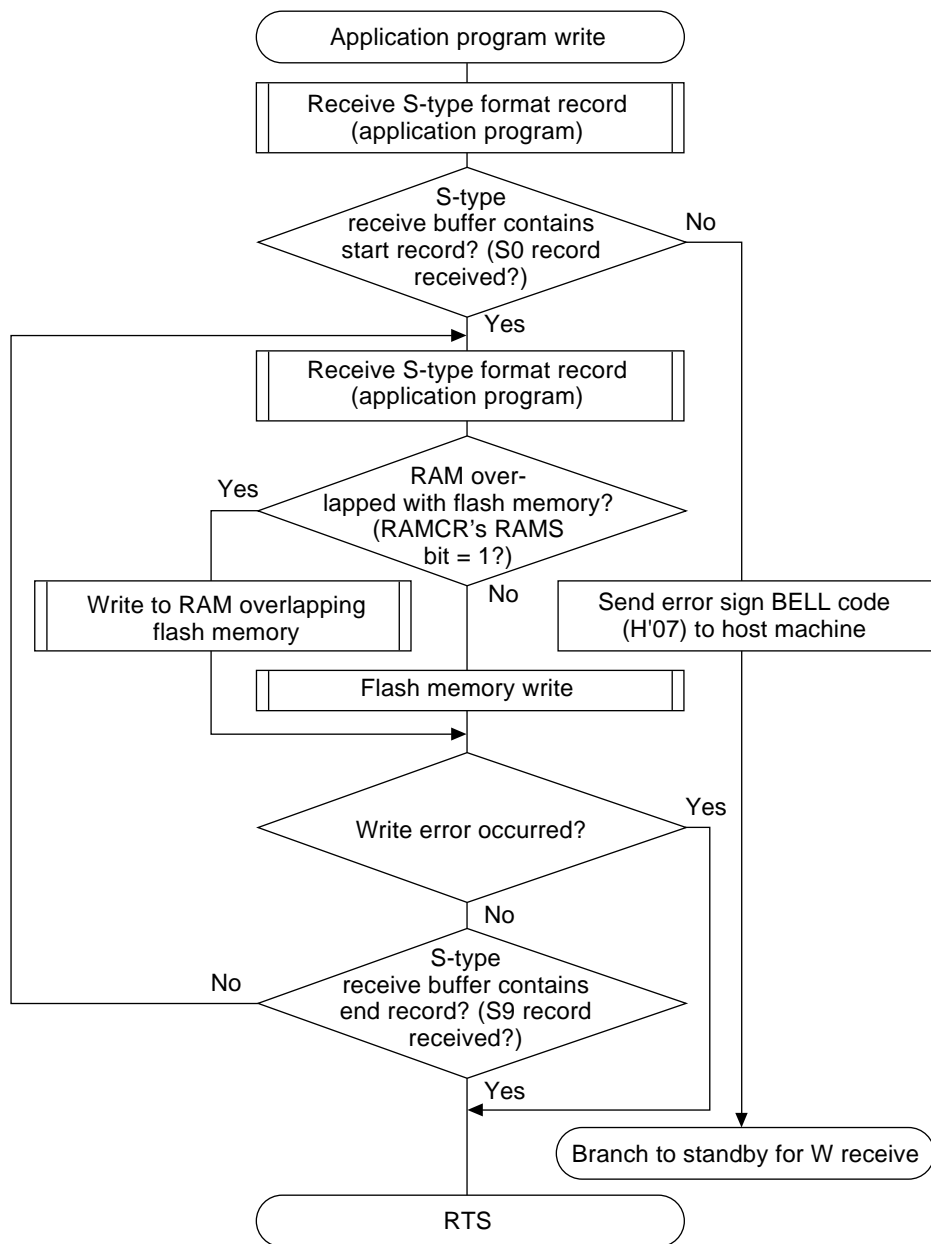 Application program write
Receive S-type format record
(application program)
S-type
receive buffer contains
start record? (S0 record
received?)
No
Yes
Receive S-type format record
(application program)
RAM over-
lapped with flash memory?
(RAMCR's RAMS
bit = 1?)
Yes
No
Write to RAM overlapping
flash memory
Send error sign BELL code
(H'07) to host machine
Flash memory write
Write error occurred?
Yes
No
S-type
receive buffer contains
end record? (S9 record
received?)
No
Yes
Branch to standby for W receive
RTS